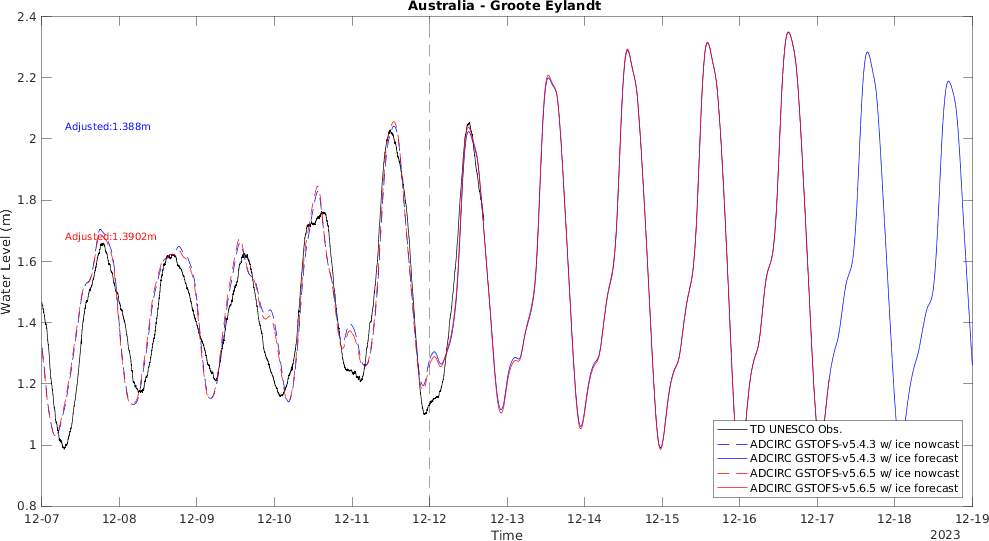 Australia - Groote Eylandt
2.4
2.2
2
1.8
1.6
1.4
1.2
1
0.8
Water Level (m)
Adjusted:1.388m
Adjusted:1.3902m
TD UNESCO Obs.
ADCIRC GSTOFS-v5.4.3 w/ ice nowcast
ADCIRC GSTOFS-v5.4.3 w/ ice forecast
ADCIRC GSTOFS-v5.6.5 w/ ice nowcast
ADCIRC GSTOFS-v5.6.5 w/ ice forecast
12-07 12-08 12-09 12-10 12-11 12-12 12-13 12-14 12-15 12-16 12-17 12-18 12-19
Time
2023